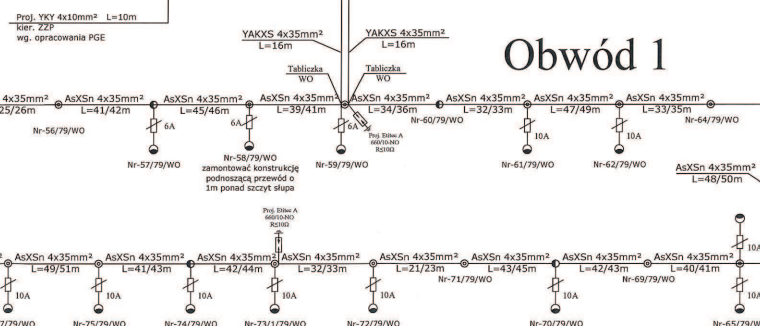 Proj. YKY 4x10mm² L=10m
kier. ZZP
wg. opracowania PGE
YAKXS 4x35mm²
L=16m
YAKXS 4x35mm²
L=16m
Obwód 1
Tabliczka
WO
Tabliczka
WO
4x35mm²
25/26m
AsXSn 4x35mm²
L=41/42m
AsXSn 4x35mm²
L=45/46m
AsXSn 4x35mm²
L=39/41m
AsXSn 4x35mm²
L=34/36m
AsXSn 4x35mm²
L=32/33m
AsXSn 4x35mm²
L=47/49m
AsXSn 4x35mm²
L=33/35m
Nr-56/79/WO
6A
6A
6A
Nr-60/79/WO
10A
10A
Nr-64/79/WO
Proj. Etitec A
660/10-NO
R≤10Ω
Nr-57/79/WO
Nr-58/79/WO
zamontować konstrukcję
podnoszącą przewód o
1m ponad szczyt słupa
Nr-59/79/WO
Nr-61/79/WO
Nr-62/79/WO
AsXSn 4x35mm²
L=48/50m
Proj. Etitec A
660/10-NO
R≤10Ω
10A
AsXSn 4x35mm²
L=49/51m
AsXSn 4x35mm²
L=41/43m
AsXSn 4x35mm²
L=42/44m
AsXSn 4x35mm²
L=32/33m
AsXSn 4x35mm²
L=21/23m
AsXSn 4x35mm²
L=43/45m
AsXSn 4x35mm²
L=42/43m
AsXSn 4x35mm²
L=40/41m
Nr-71/79/WO
Nr-69/79/WO
10A
10A
10A
10A
10A
10A
10A
7/79/WO
Nr-75/79/WO
Nr-74/79/WO
Nr-73/1/79/WO
Nr-72/79/WO
Nr-70/79/WO
Nr-65/79/WO